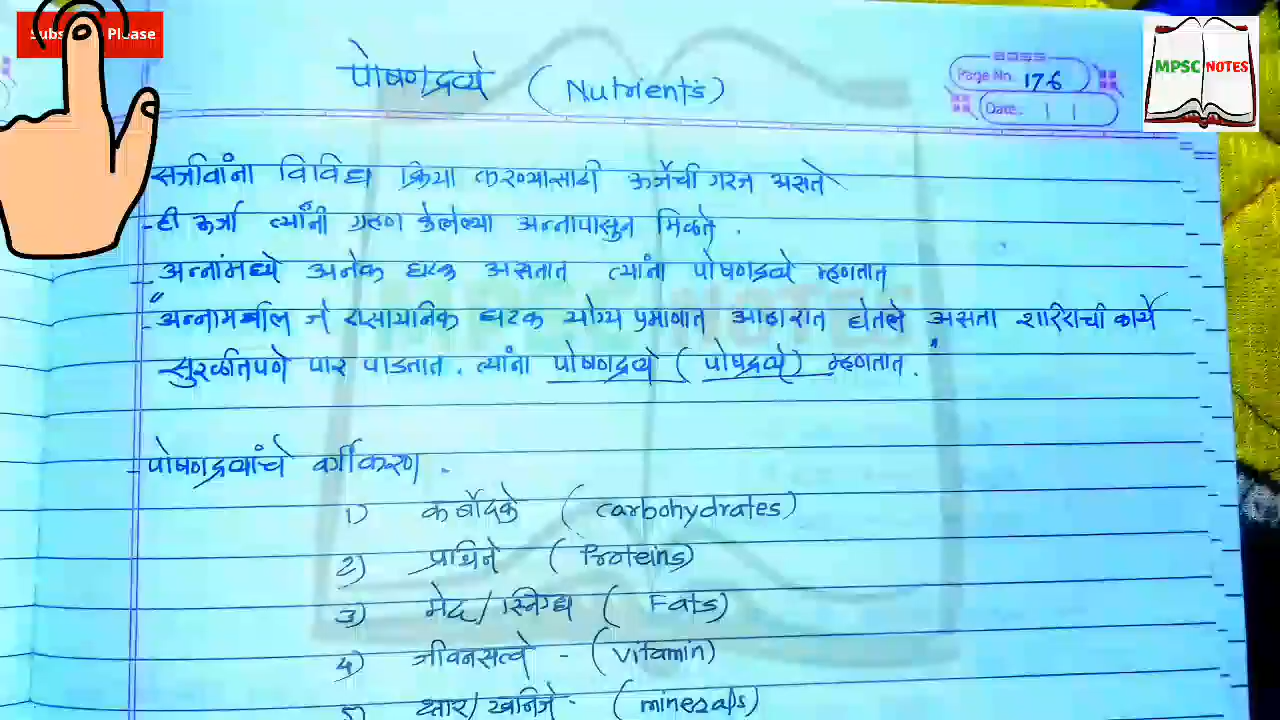 Subs Please
पोषणद्रव्ये ( Nutrients )
Page No. 176
Date.
MPSC NOTES
सजीवांना विविध क्रिया करण्यासाठी ऊर्जेची गरज असते
- ही ऊर्जा त्यांनी ग्रहण केलेल्या अन्नापासुन मिळते .
- अन्नांमध्ये अनेक घटक असतात त्यांना पोषणद्रव्ये म्हणतात
- "अन्नामधील जे रासायनिक घटक योग्य प्रमाणात आहारात घेतले असता शारिराची कार्ये
सुरळीतपणे पार पाडतात . त्यांना पोषणद्रव्ये ( पोषद्रव्ये ) म्हणतात ."
- पोषणद्रव्यांचे वर्गीकरण .
1) कर्बोदके ( carbohydrates )
2) प्राथिने ( Proteins )
3) मेद / स्निग्ध ( Fats )
4) जीवनसत्वे - ( vitamin )
5) क्षार / खनिजे - ( minerals )